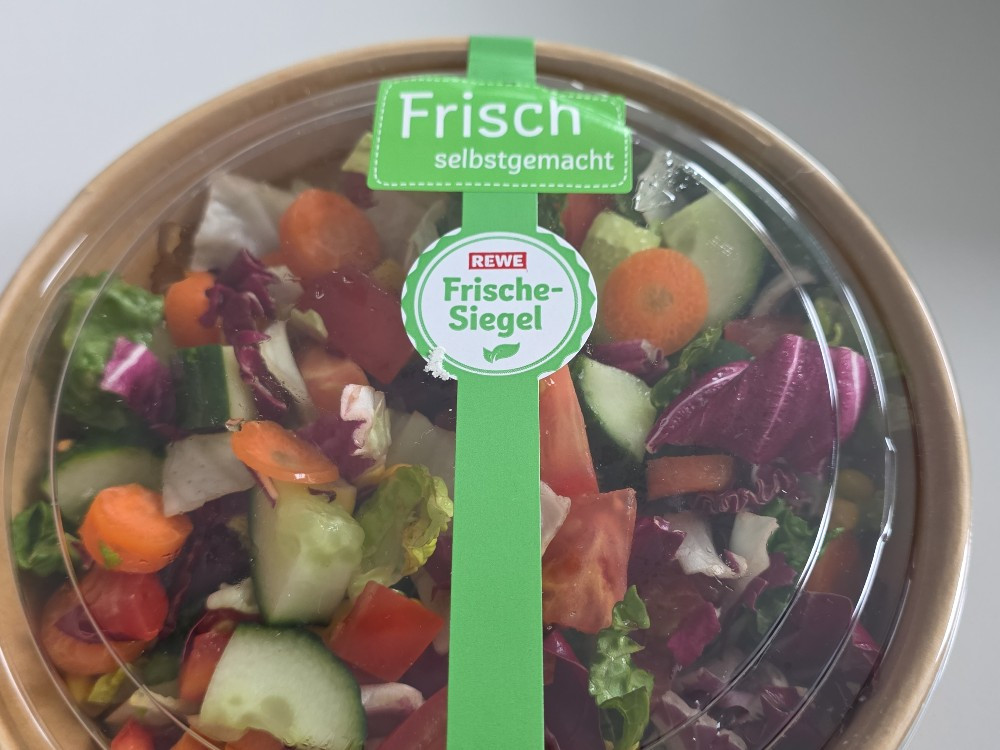 Frisch
selbstgemacht
REWE
Frische-
Siegel